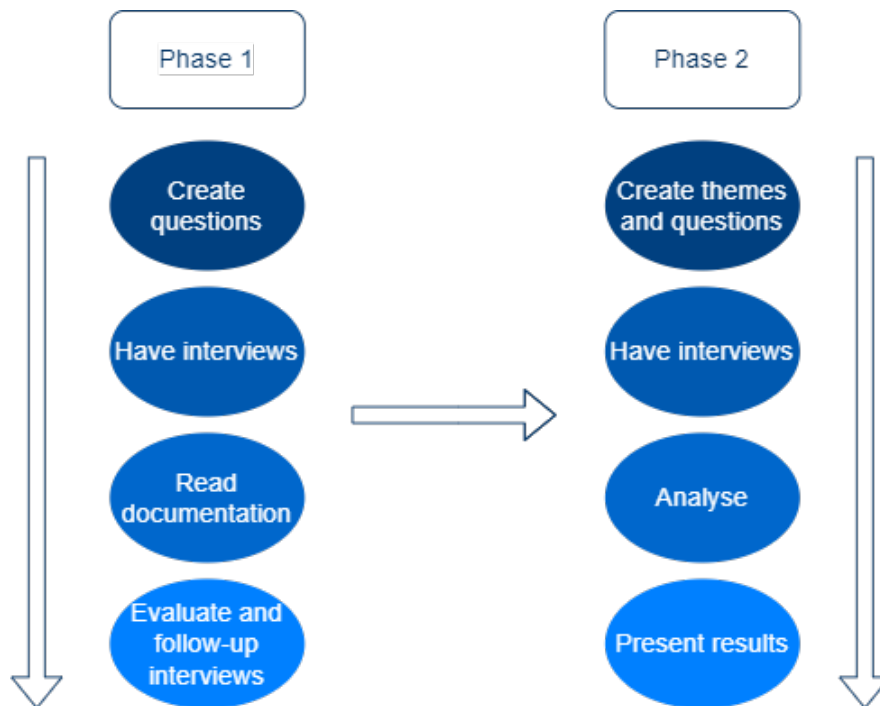 Phase 1
Create
questions
Have interviews
Read
documentation
Evaluate and
follow-up
interviews
Phase 2
Create themes
and questions
Have interviews
Analyse
Present results